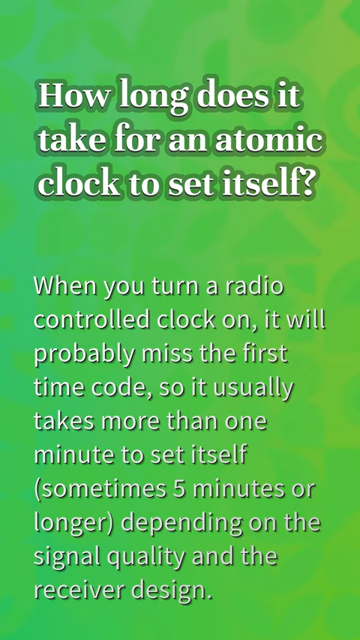 How long does it
take for an atomic
clock to set itself?
When you turn a radio
controlled clock on, it will
probably miss the first
time code, so it usually
takes more than one
minute to set itself
(sometimes 5 minutes or
longer) depending on the
signal quality and the
receiver design.